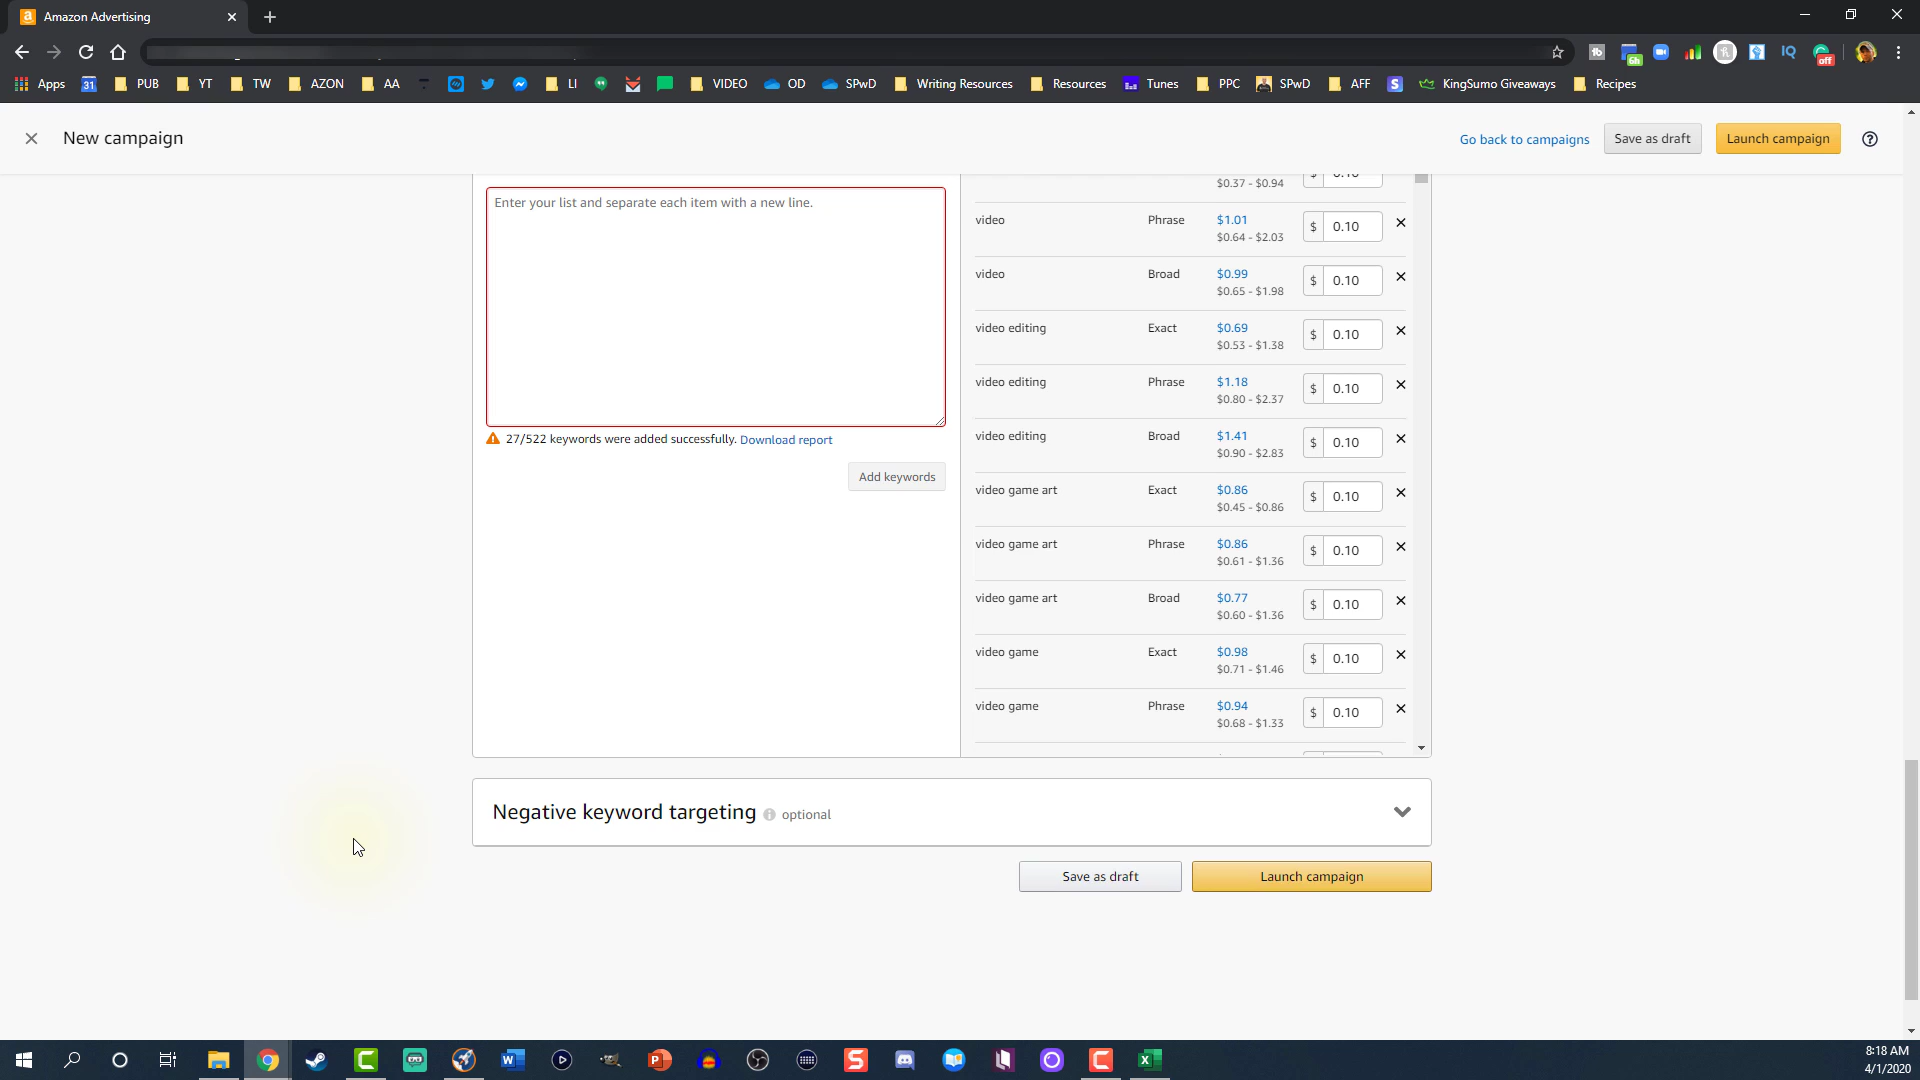 Amazon Advertising
Apps
31
PUB
YT
TW
AZON
AA
LI
VIDEO
OD
SPwD
Writing Resources
Resources
Tunes
PPC
SPwD
AFF
KingSumo Giveaways
Recipes
6h
IQ
off
New campaign
Go back to campaigns
Save as draft
Launch campaign
Enter your list and separate each item with a new line.
27/522 keywords were added successfully. Download report
Add keywords
$0.37 - $0.94
video Phrase $1.01 $ 0.10
$0.64 - $2.03
video Broad $0.99 $ 0.10
$0.65 - $1.98
video editing Exact $0.69 $ 0.10
$0.53 - $1.38
video editing Phrase $1.18 $ 0.10
$0.80 - $2.37
video editing Broad $1.41 $ 0.10
$0.90 - $2.83
video game art Exact $0.86 $ 0.10
$0.45 - $0.86
video game art Phrase $0.86 $ 0.10
$0.61 - $1.36
video game art Broad $0.77 $ 0.10
$0.60 - $1.36
video game Exact $0.98 $ 0.10
$0.71 - $1.46
video game Phrase $0.94 $ 0.10
$0.68 - $1.33
Negative keyword targeting optional
Save as draft
Launch campaign
8:18 AM
4/1/2020